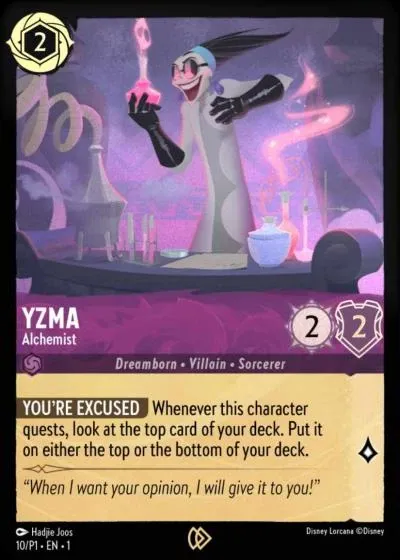 2
YZMA
Alchemist
2
2
Dreamborn • Villain • Sorcerer
YOU'RE EXCUSED Whenever this character
quests, look at the top card of your deck. Put it
on either the top or the bottom of your deck.
“When I want your opinion, I will give it to you!”
Hadjie Joos
Disney Lorcana ©Disney
10/P1 • EN • 1